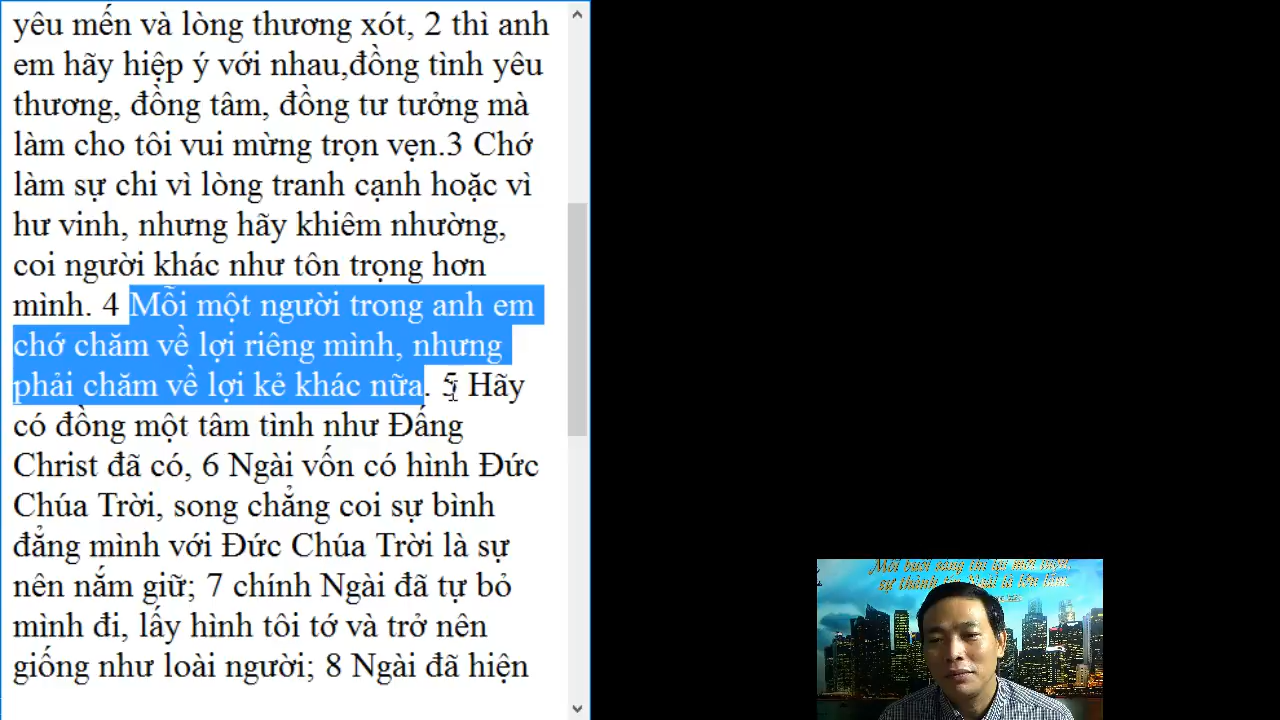 yêu mến và lòng thương xót, 2 thì anh
em hãy hiệp ý với nhau,đồng tình yêu
thương, đồng tâm, đồng tư tưởng mà
làm cho tôi vui mừng trọn vẹn.3 Chớ
làm sự chi vì lòng tranh cạnh hoặc vì
hư vinh, nhưng hãy khiêm nhường,
coi người khác như tôn trọng hơn
mình. 4 Mỗi một người trong anh em
chớ chăm về lợi riêng mình, nhưng
phải chăm về lợi kẻ khác nữa. 5 Hãy
có đồng một tâm tình như Đấng
Christ đã có, 6 Ngài vốn có hình Đức
Chúa Trời, song chẳng coi sự bình
đẳng mình với Đức Chúa Trời là sự
nên nắm giữ; 7 chính Ngài đã tự bỏ
mình đi, lấy hình tôi tớ và trở nên
giống như loài người; 8 Ngài đã hiện
sự thành tín Ngài là lớn lắm.